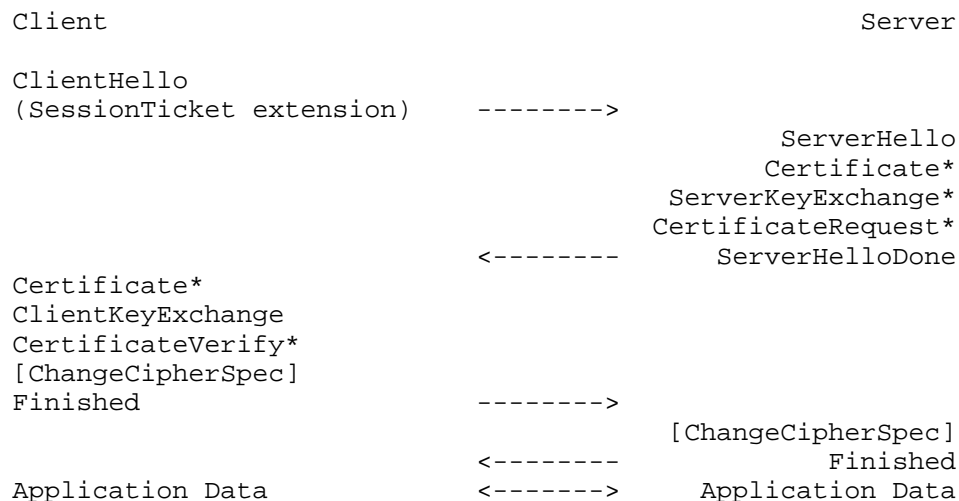 Client                                               Server

ClientHello
(SessionTicket extension)    -------->
                                                ServerHello
                                               Certificate*
                                         ServerKeyExchange*
                                        CertificateRequest*
                             <--------      ServerHelloDone
Certificate*
ClientKeyExchange
CertificateVerify*
[ChangeCipherSpec]
Finished                     -------->
                                         [ChangeCipherSpec]
                             <--------             Finished
Application Data             <------->     Application Data